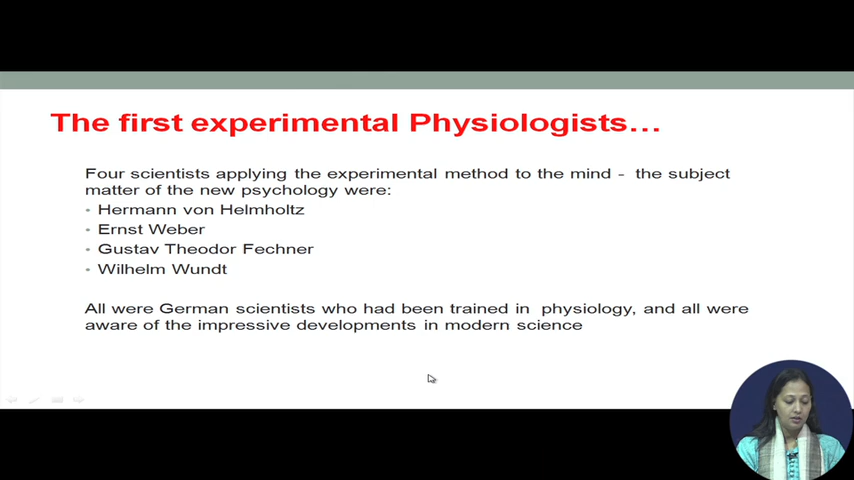 The first experimental Physiologists…
Four scientists applying the experimental method to the mind - the subject
matter of the new psychology were:
• Hermann von Helmholtz
• Ernst Weber
• Gustav Theodor Fechner
• Wilhelm Wundt
All were German scientists who had been trained in physiology, and all were
aware of the impressive developments in modern science